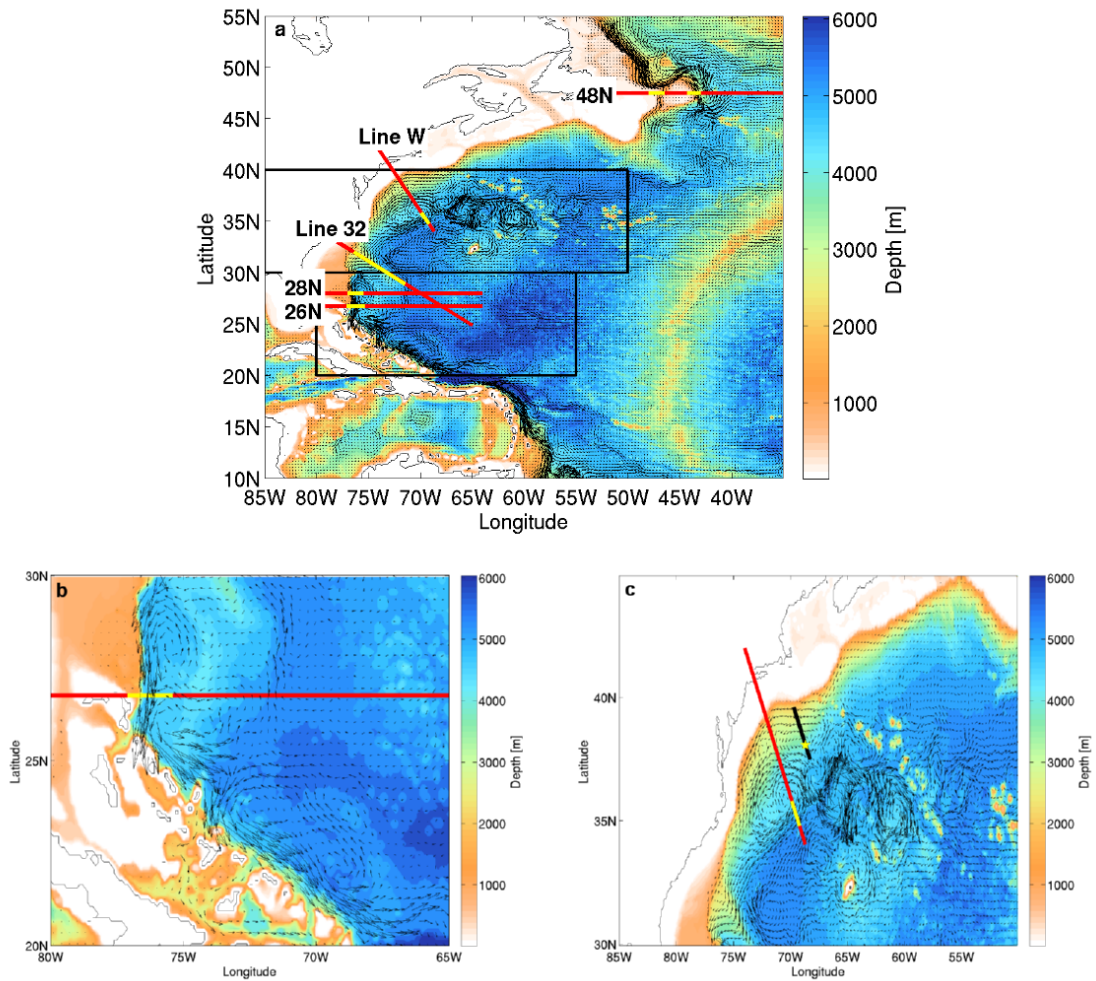 a
55N
50N
45N
40N
35N
30N
25N
20N
15N
10N
Latitude
48N
Line W
Line 32
28N
26N
85W 80W 75W 70W 65W 60W 55W 50W 45W 40W
Longitude
6000
5000
4000
3000
2000
1000
Depth [m]
b
30N
25N
20N
Latitude
80W 75W 70W 65W
Longitude
6000
5000
4000
3000
2000
1000
Depth [m]
c
40N
35N
30N
Latitude
85W 80W 75W 70W 65W 60W 55W
Longitude
6000
5000
4000
3000
2000
1000
Depth [m]